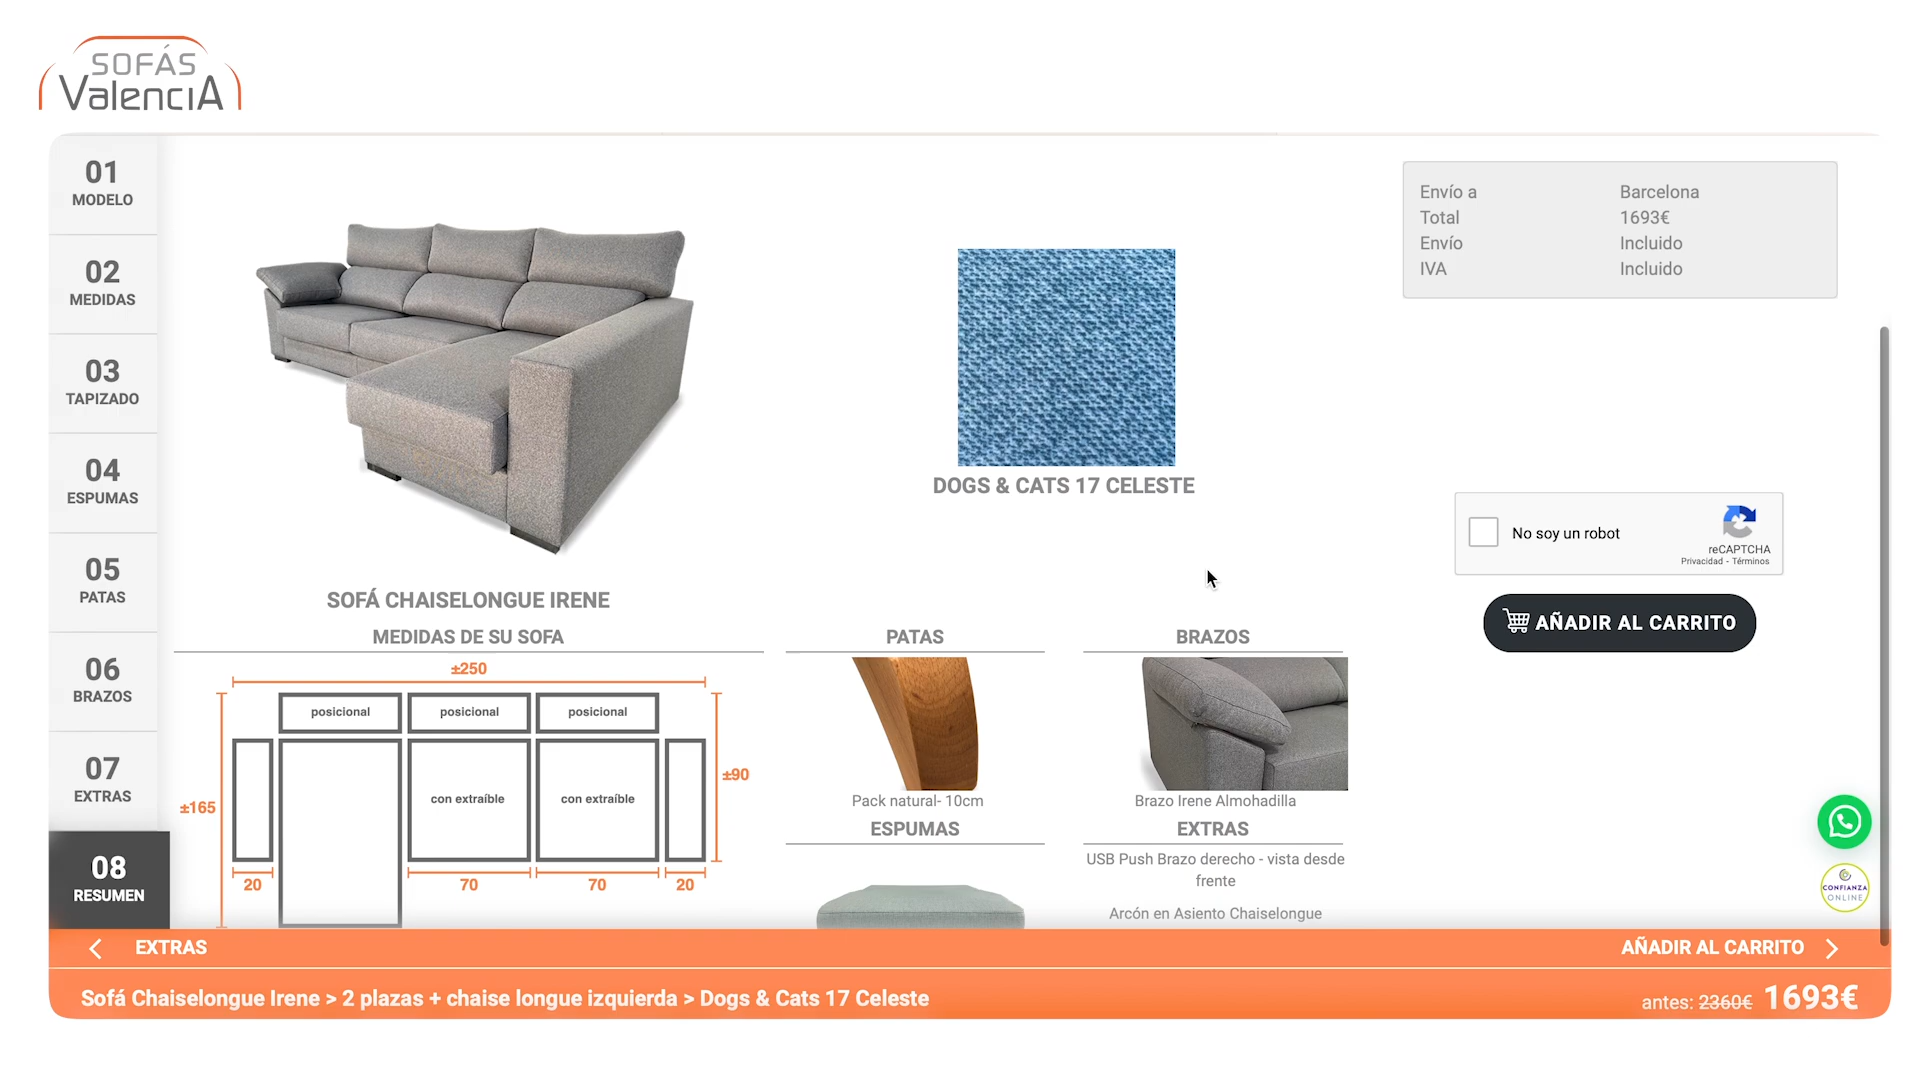 SOFÁS
ValenciA
01
MODELO
02
MEDIDAS
03
TAPIZADO
04
ESPUMAS
05
PATAS
06
BRAZOS
07
EXTRAS
08
RESUMEN
SOFÁ CHAISELONGUE IRENE
MEDIDAS DE SU SOFA
±250
posicional posicional posicional
±165
con extraíble con extraíble
±90
20 70 70 20
DOGS & CATS 17 CELESTE
PATAS
Pack natural- 10cm
ESPUMAS
BRAZOS
Brazo Irene Almohadilla
EXTRAS
USB Push Brazo derecho - vista desde
frente
Arcón en Asiento Chaiselongue
Envío a Barcelona
Total 1693€
Envío Incluido
IVA Incluido
No soy un robot
reCAPTCHA
Privacidad - Términos
AÑADIR AL CARRITO
CONFIANZA
ONLINE
EXTRAS
AÑADIR AL CARRITO
Sofá Chaiselongue Irene > 2 plazas + chaise longue izquierda > Dogs & Cats 17 Celeste
antes: 2360€ 1693€